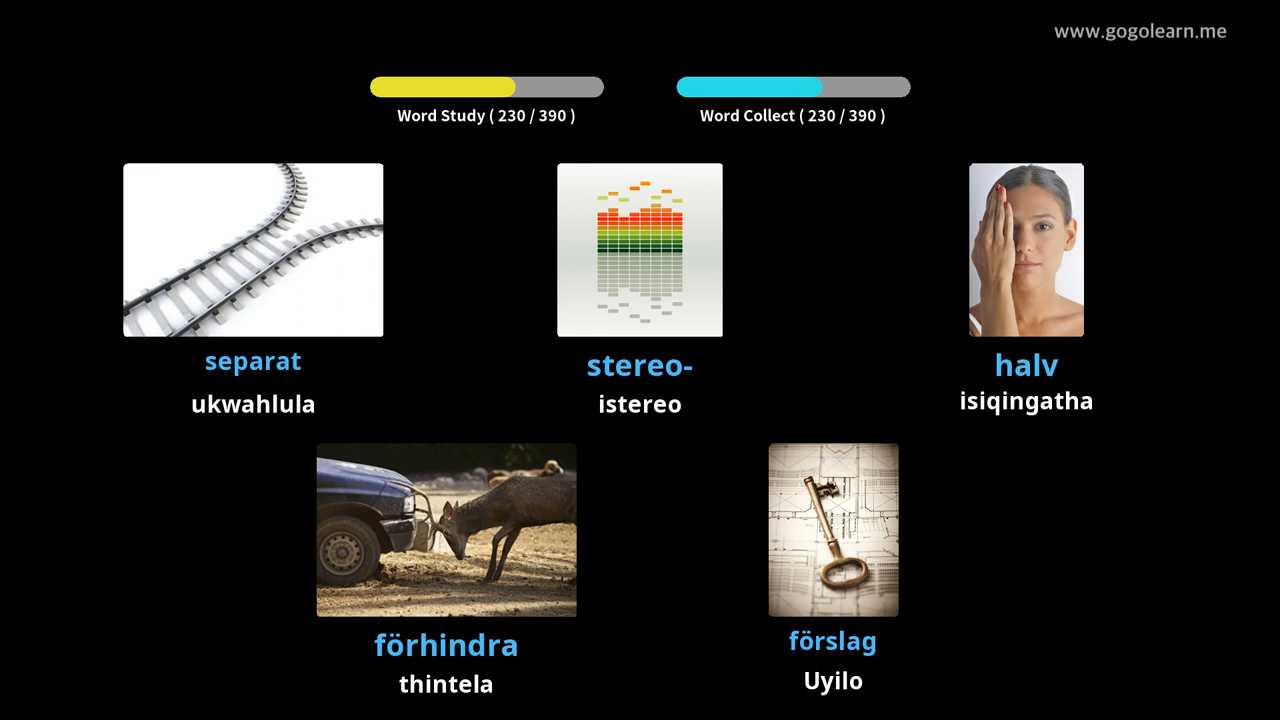 www.gogolearn.me
Word Study ( 230 / 390 )
Word Collect ( 230 / 390 )
separat
ukwahlula
stereo-
istereo
halv
isiqingatha
förhindra
thintela
förslag
Uyilo